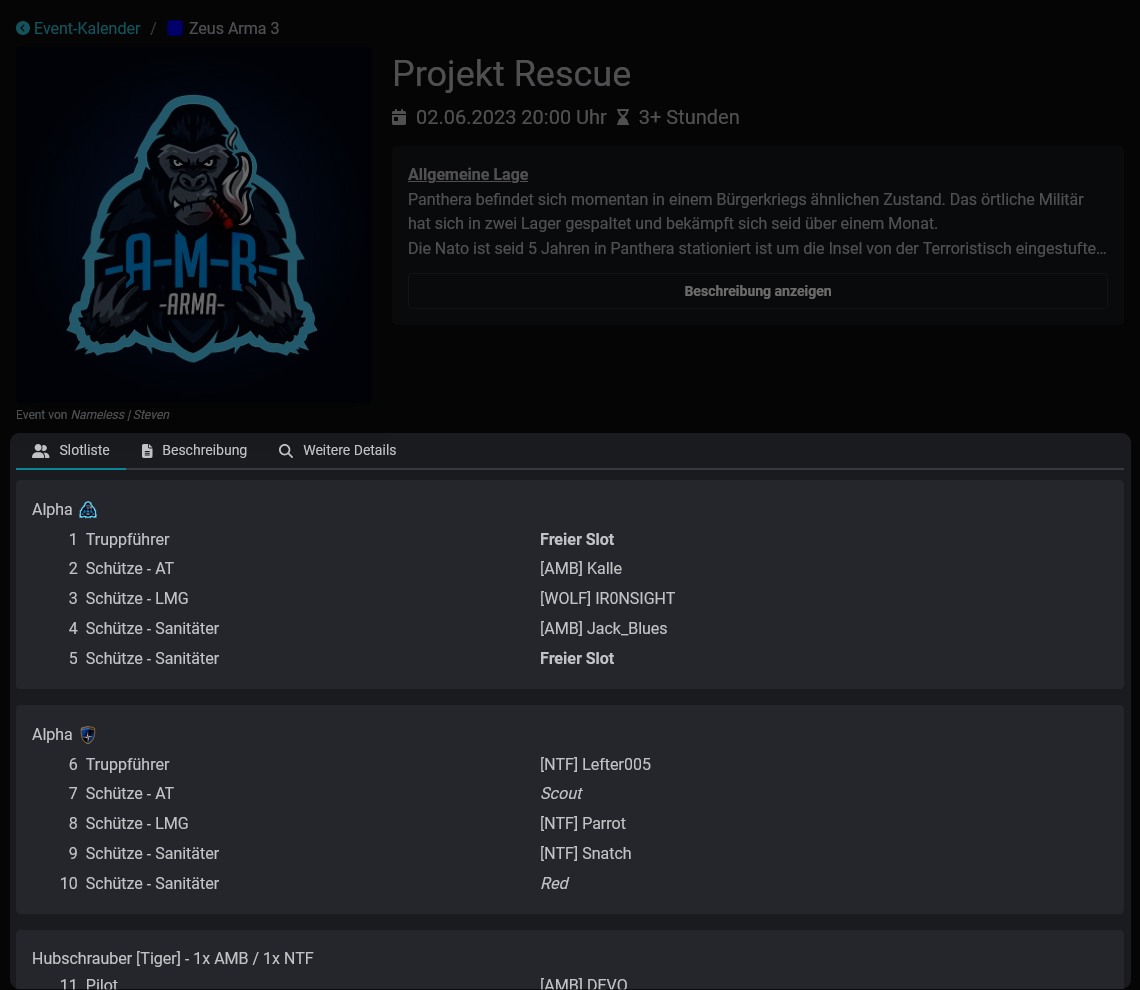 Event-Kalender / Zeus Arma 3
Projekt Rescue
02.06.2023 20:00 Uhr 3+ Stunden
Allgemeine Lage
Panthera befindet sich momentan in einem Bürgerkriegs ähnlichen Zustand. Das örtliche Militär
hat sich in zwei Lager gespaltet und bekämpft sich seid über einem Monat.
Die Nato ist seid 5 Jahren in Panthera stationiert ist um die Insel von der Terroristisch eingestufte...
Beschreibung anzeigen
-A-M-B-
-ARMA-
Event von Nameless | Steven
Slotliste Beschreibung Weitere Details
Alpha
1 Truppführer Freier Slot
2 Schütze - AT [AMB] Kalle
3 Schütze - LMG [WOLF] IR0NSIGHT
4 Schütze - Sanitäter [AMB] Jack_Blues
5 Schütze - Sanitäter Freier Slot
Alpha
6 Truppführer [NTF] Lefter005
7 Schütze - AT Scout
8 Schütze - LMG [NTF] Parrot
9 Schütze - Sanitäter [NTF] Snatch
10 Schütze - Sanitäter Red
Hubschrauber [Tiger] - 1x AMB / 1x NTF
11 Pilot [AMB] DEVO